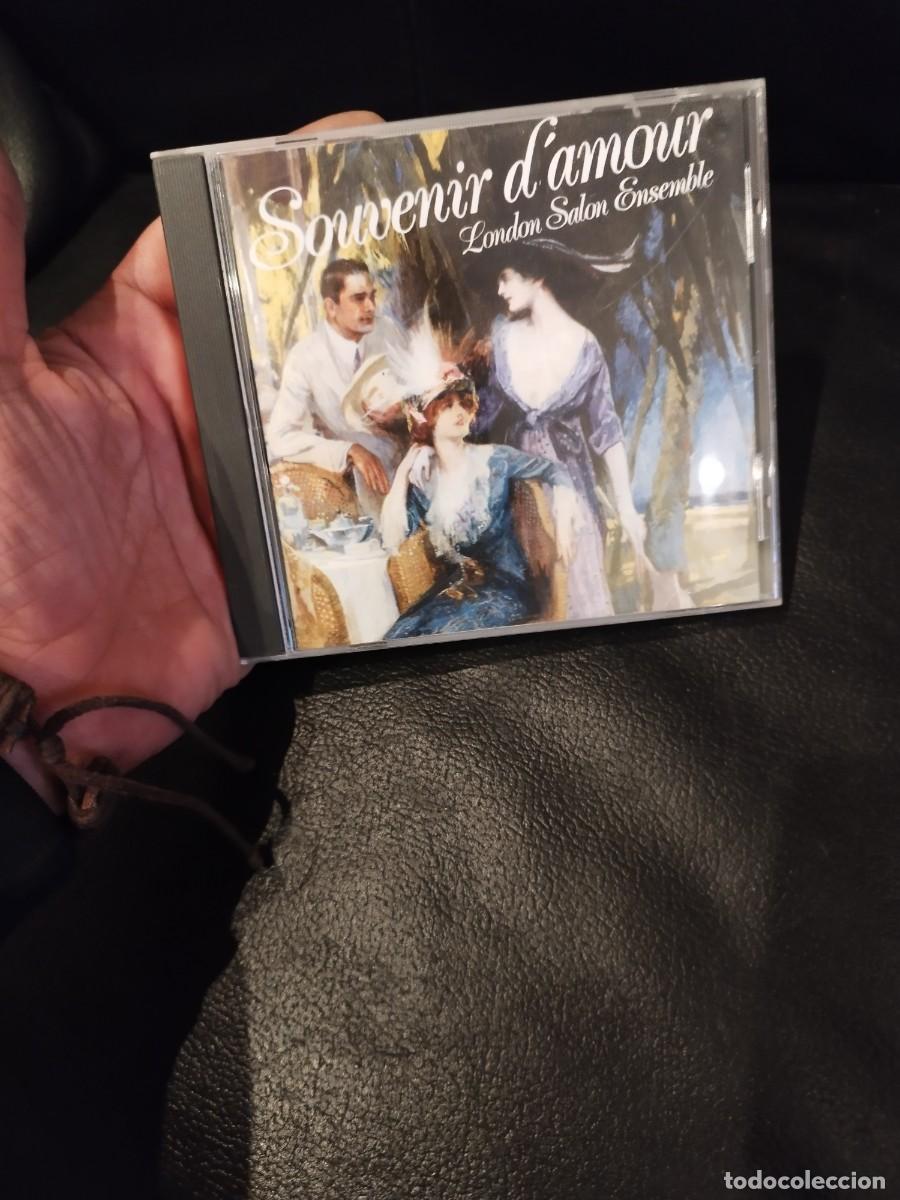 Souvenir d'amour
London Salon Ensemble
todocoleccion